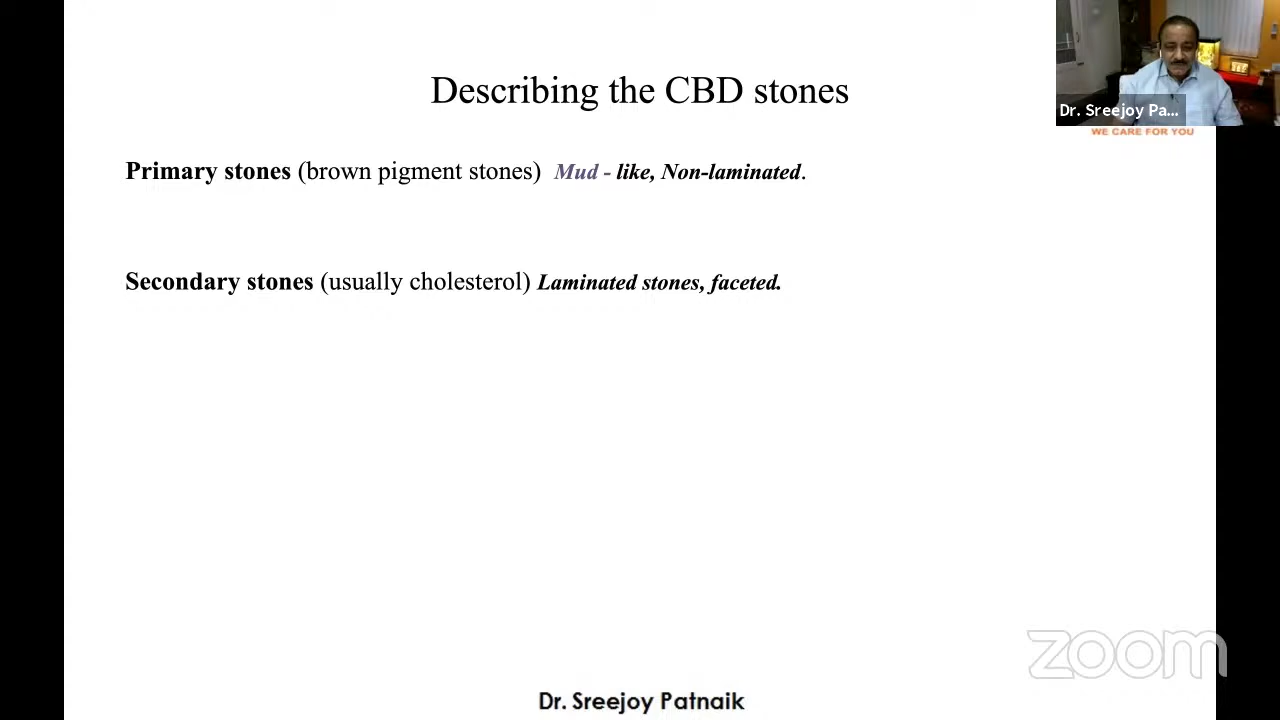 Describing the CBD stones
Dr. Sreejoy Pa...
WE CARE FOR YOU
Primary stones (brown pigment stones) Mud - like, Non-laminated.
Secondary stones (usually cholesterol) Laminated stones, faceted.
zoom
Dr. Sreejoy Patnaik